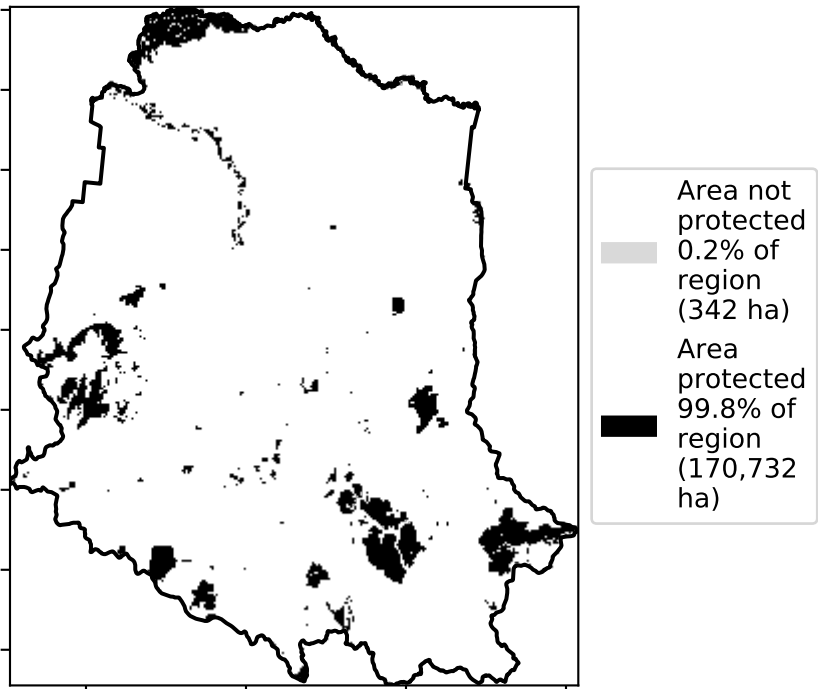 Area not
protected
0.2% of
region
(342 ha)
Area
protected
99.8% of
region
(170,732
ha)